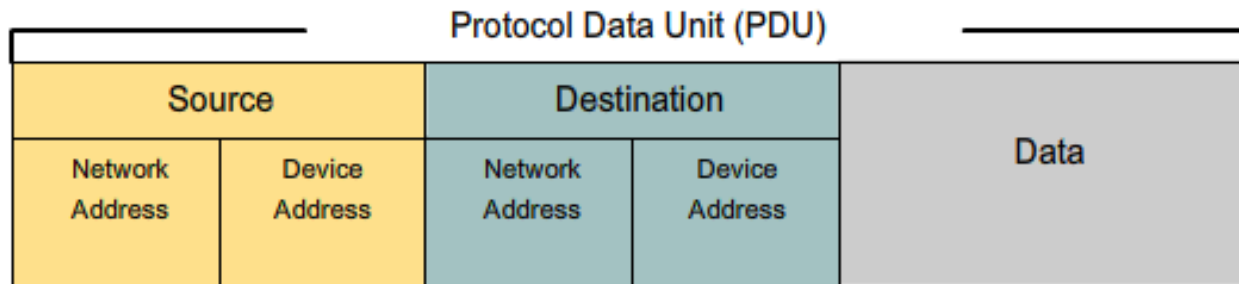 Protocol Data Unit (PDU)
Source
Destination
Data
Network
Address
Device
Address
Network
Address
Device
Address